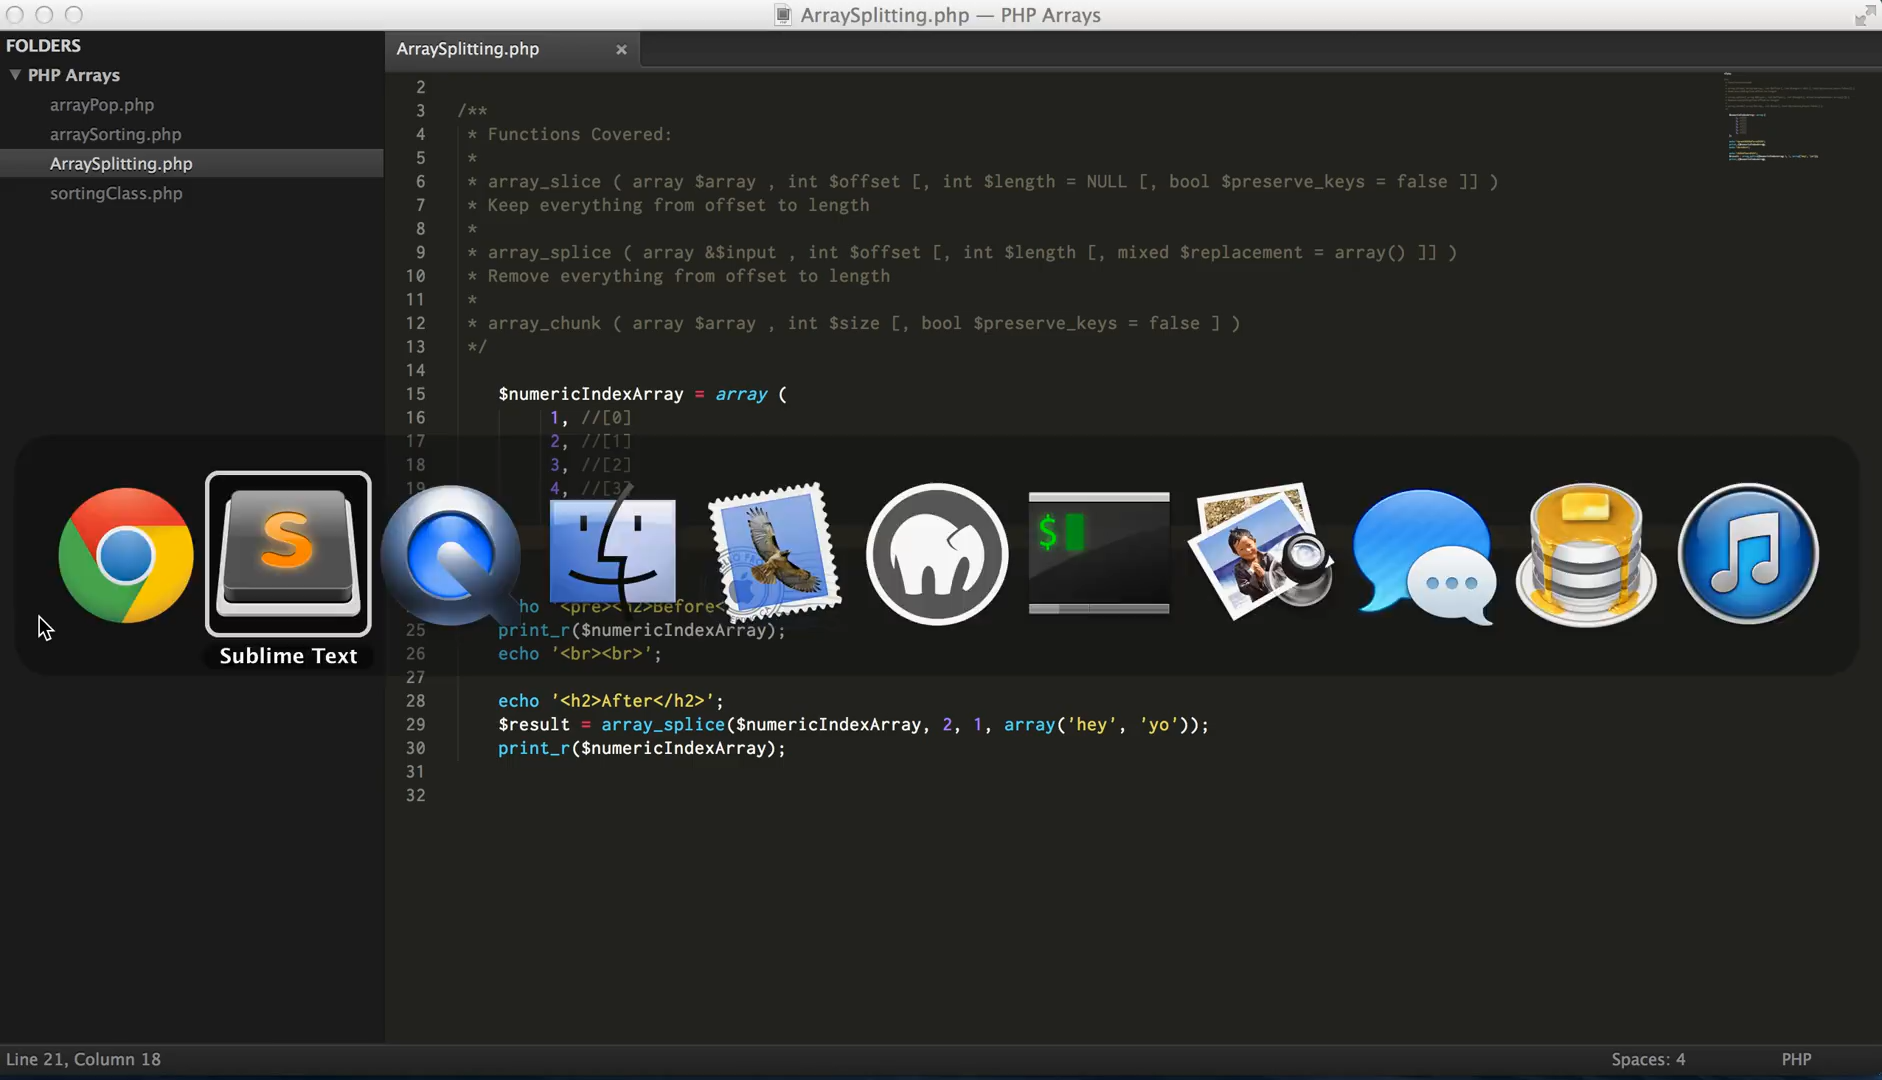 ArraySplitting.php — PHP Arrays
FOLDERS
PHP Arrays
arrayPop.php
arraySorting.php
ArraySplitting.php
sortingClass.php
ArraySplitting.php ×
2
3 /**
4 * Functions Covered:
5 *
6 * array_slice ( array $array , int $offset [, int $length = NULL [, bool $preserve_keys = false ]] )
7 * Keep everything from offset to length
8 *
9 * array_splice ( array &$input , int $offset [, int $length [, mixed $replacement = array() ]] )
10 * Remove everything from offset to length
11 *
12 * array_chunk ( array $array , int $size [, bool $preserve_keys = false ] )
13 */
14
15 $numericIndexArray = array (
16 1, //[0]
17 2, //[1]
18 3, //[2]
19 4, //[3]
$
S
Sublime Text
ho '<pre><h2>Before<
25 print_r($numericIndexArray);
26 echo '<br><br>';
27
28 echo '<h2>After</h2>';
29 $result = array_splice($numericIndexArray, 2, 1, array('hey', 'yo'));
30 print_r($numericIndexArray);
31
32
Line 21, Column 18
Spaces: 4
PHP